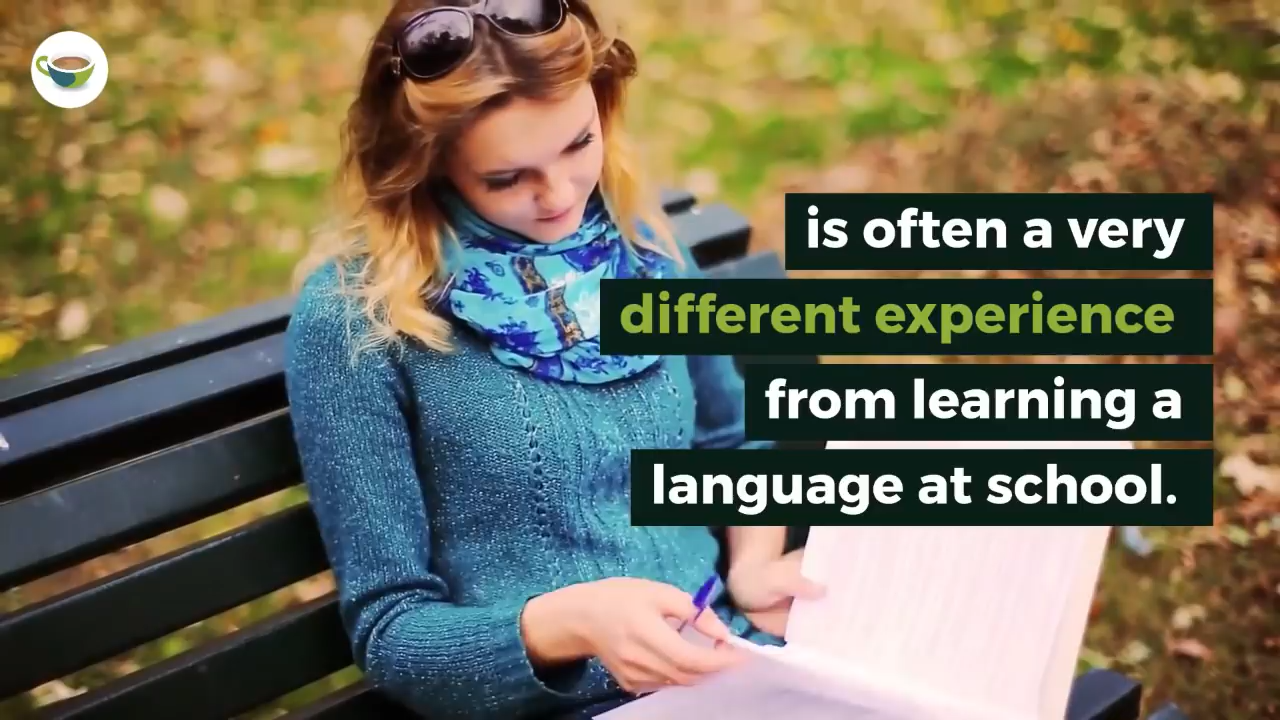 is often a very
different experience
from learning a
language at school.